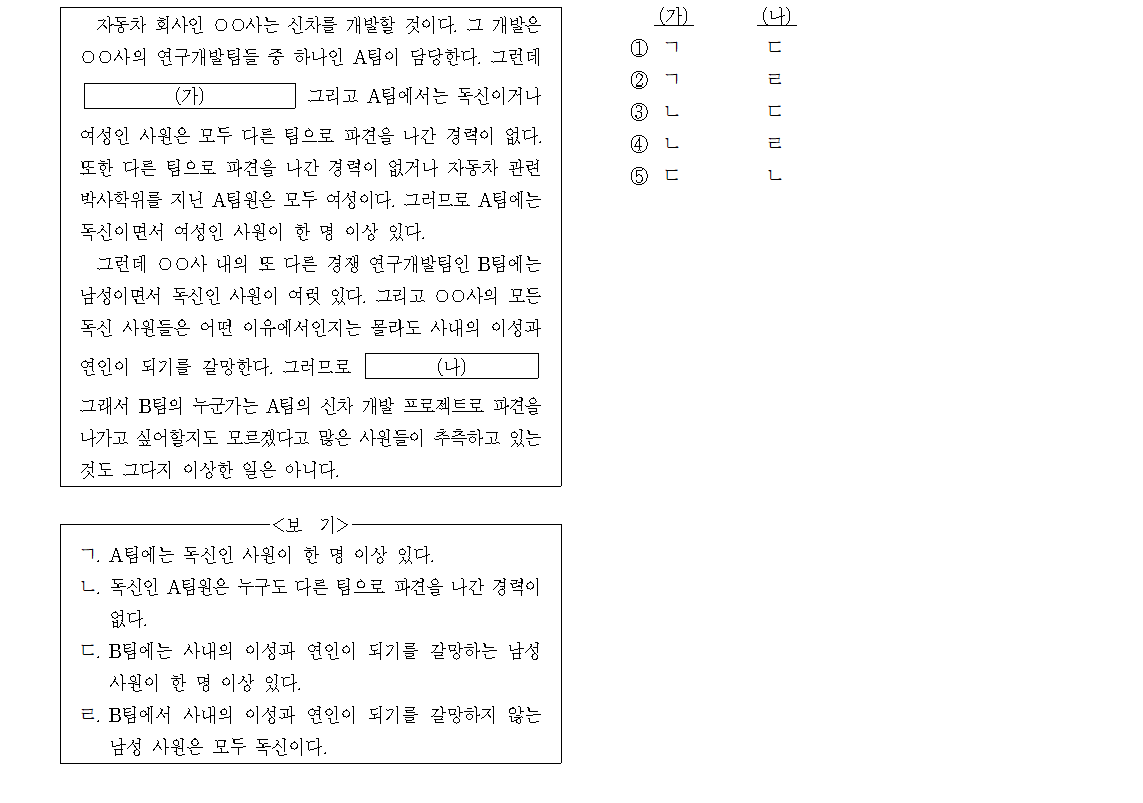 자동차 회사인 ○○사는 신차를 개발할 것이다. 그 개발은
○○사의 연구개발팀들 중 하나인 A팀이 담당한다. 그런데
(가) 그리고 A팀에서는 독신이거나
여성인 사원은 모두 다른 팀으로 파견을 나간 경력이 없다.
또한 다른 팀으로 파견을 나간 경력이 없거나 자동차 관련
박사학위를 지닌 A팀원은 모두 여성이다. 그러므로 A팀에는
독신이면서 여성인 사원이 한 명 이상 있다.
그런데 ○○사 내의 또 다른 경쟁 연구개발팀인 B팀에는
남성이면서 독신인 사원이 여럿 있다. 그리고 ○○사의 모든
독신 사원들은 어떤 이유에서인지는 몰라도 사내의 이성과
연인이 되기를 갈망한다. 그러므로 (나)
그래서 B팀의 누군가는 A팀의 신차 개발 프로젝트로 파견을
나가고 싶어할지도 모르겠다고 많은 사원들이 추측하고 있는
것도 그다지 이상한 일은 아니다.
<보 기>
ㄱ. A팀에는 독신인 사원이 한 명 이상 있다.
ㄴ. 독신인 A팀원은 누구도 다른 팀으로 파견을 나간 경력이
없다.
ㄷ. B팀에는 사내의 이성과 연인이 되기를 갈망하는 남성
사원이 한 명 이상 있다.
ㄹ. B팀에서 사내의 이성과 연인이 되기를 갈망하지 않는
남성 사원은 모두 독신이다.
(가) (나)
① ㄱ ㄷ
② ㄱ ㄹ
③ ㄴ ㄷ
④ ㄴ ㄹ
⑤ ㄷ ㄴ